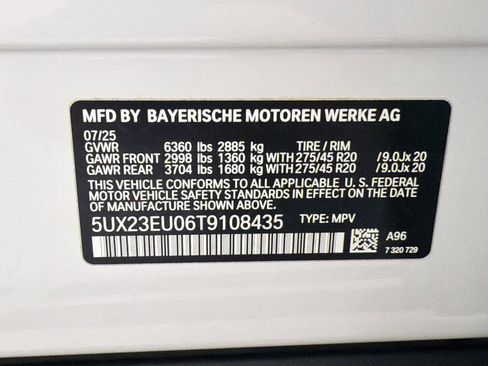 MFD BY BAYERISCHE MOTOREN WERKE AG
07/25
GVWR 6360 lbs 2885 kg TIRE / RIM
GAWR FRONT 2998 lbs 1360 kg WITH 275/45 R20 / 9.0Jx 20
GAWR REAR 3704 lbs 1680 kg WITH 275/45 R20 / 9.0Jx 20
THIS VEHICLE CONFORMS TO ALL APPLICABLE U. S. FEDERAL
MOTOR VEHICLE SAFETY STANDARDS IN EFFECT ON THE DATE
OF MANUFACTURE SHOWN ABOVE.
5UX23EU06T9108435 TYPE: MPV
A96
7 320 729